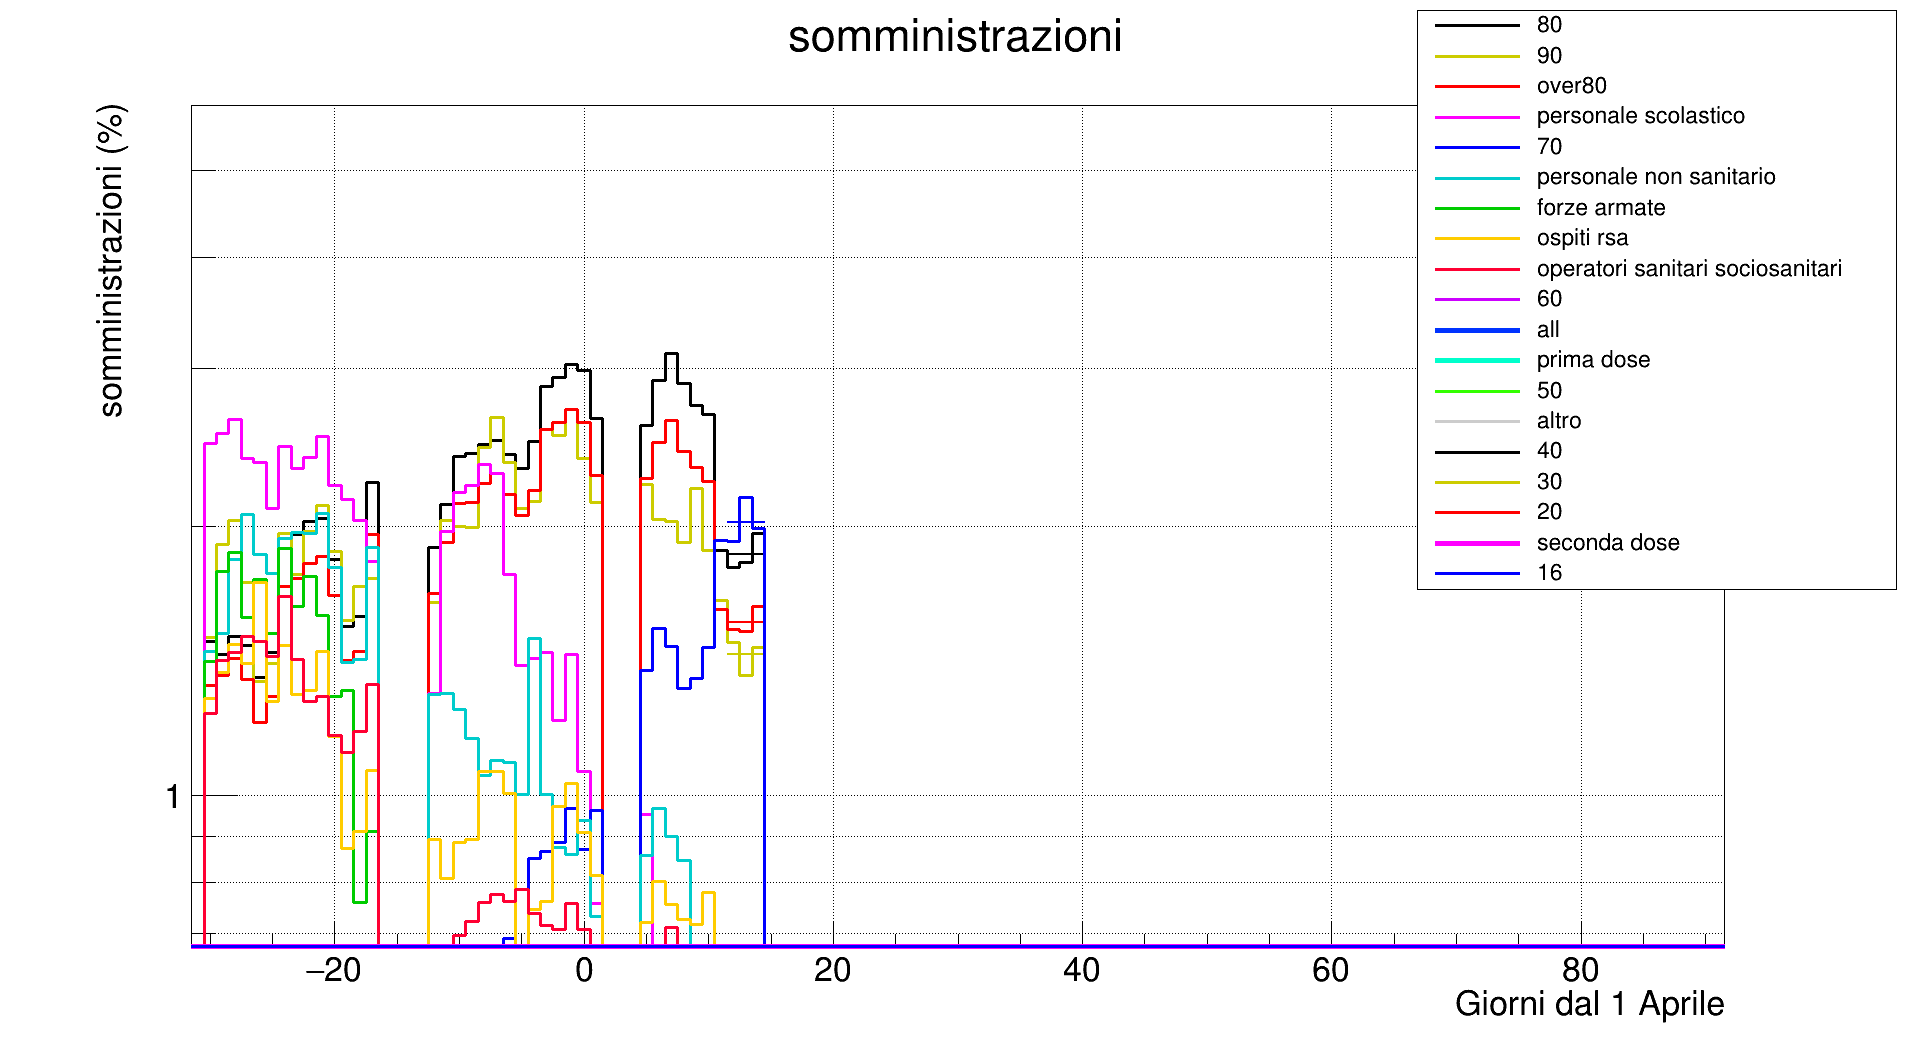 somministrazioni
somministrazioni (%)
80
90
over80
personale scolastico
70
personale non sanitario
forze armate
ospiti rsa
operatori sanitari sociosanitari
60
all
prima dose
50
altro
40
30
20
seconda dose
16
1
−20 0 20 40 60 80
Giorni dal 1 Aprile